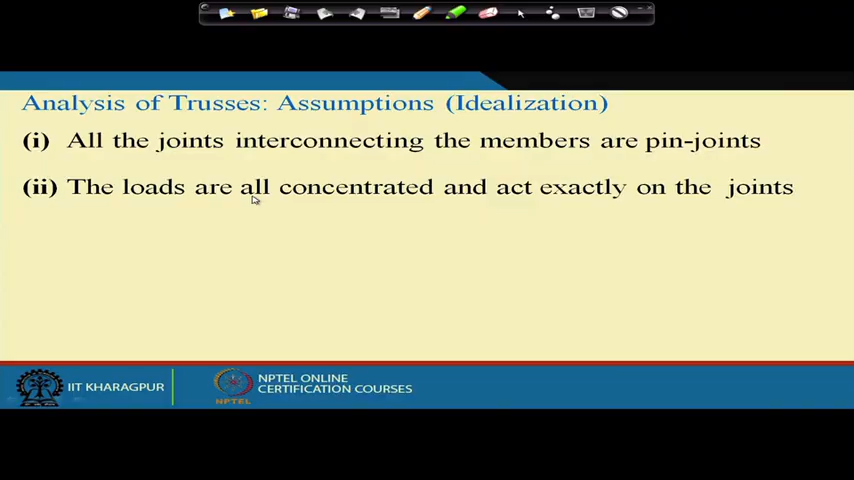 Analysis of Trusses: Assumptions (Idealization)
(i) All the joints interconnecting the members are pin-joints
(ii) The loads are all concentrated and act exactly on the joints
IIT KHARAGPUR
NPTEL ONLINE
CERTIFICATION COURSES
NPTEL